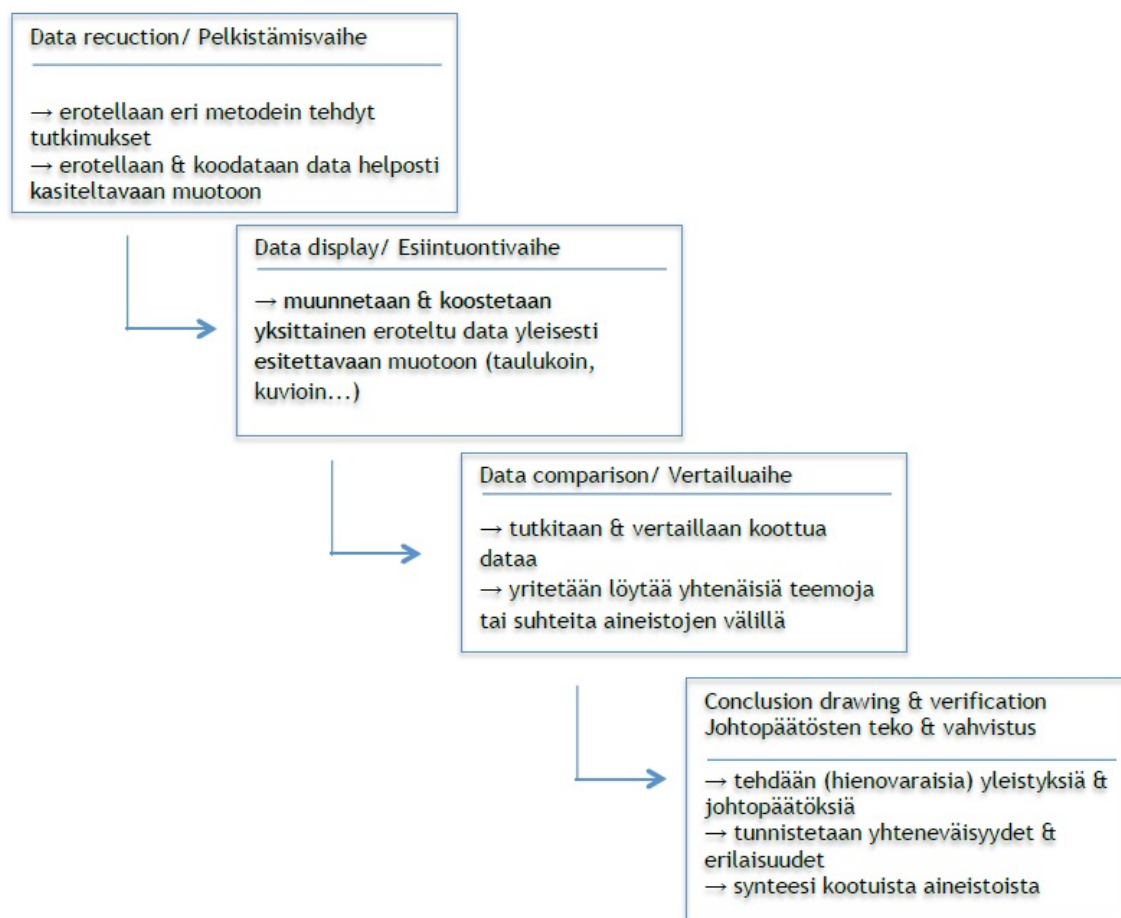 Data recuction/ Pelkistämisvaihe
→ erotellaan eri metodein tehdyt
tutkimukset
→ erotellaan & koodataan data helposti
kasiteltavaan muotoon
Data display/ Esiintuontivaihe
→ muunnetaan & koostetaan
yksittainen eroteltu data yleisesti
esitettavaan muotoon (taulukoin,
kuvioin...)
Data comparison/ Vertailuaihe
→ tutkitaan & vertaillaan koottua
dataa
→ yritetään löytää yhtenäisiä teemoja
tai suhteita aineistojen välillä
Conclusion drawing & verification
Johtopäätösten teko & vahvistus
→ tehdään (hienovaraisia) yleistyksiä &
johtopäätöksiä
→ tunnistetaan yhteneväisyydet &
erilaisuudet
→ synteesi kootuista aineistoista